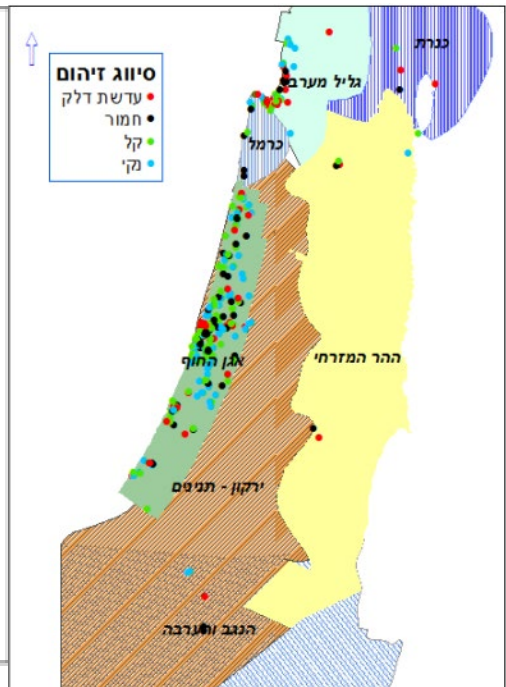 סיווג זיהום
עדשת דלק
חמור
קל
נקי
כנרת
גליל מערבי
כרמל
אגן החוף
ההר המזרחי
ירקון - תנינים
הנגב והערבה